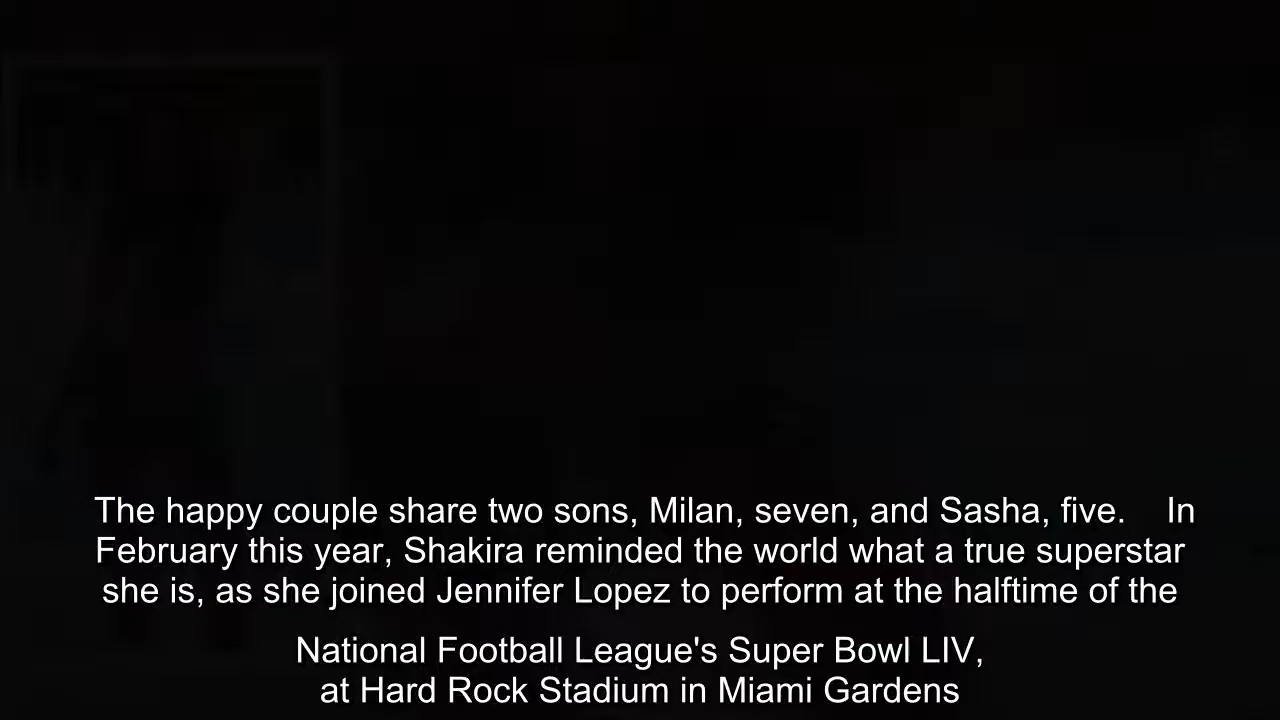 The happy couple share two sons, Milan, seven, and Sasha, five.    In
February this year, Shakira reminded the world what a true superstar
she is, as she joined Jennifer Lopez to perform at the halftime of the
National Football League's Super Bowl LIV,
at Hard Rock Stadium in Miami Gardens